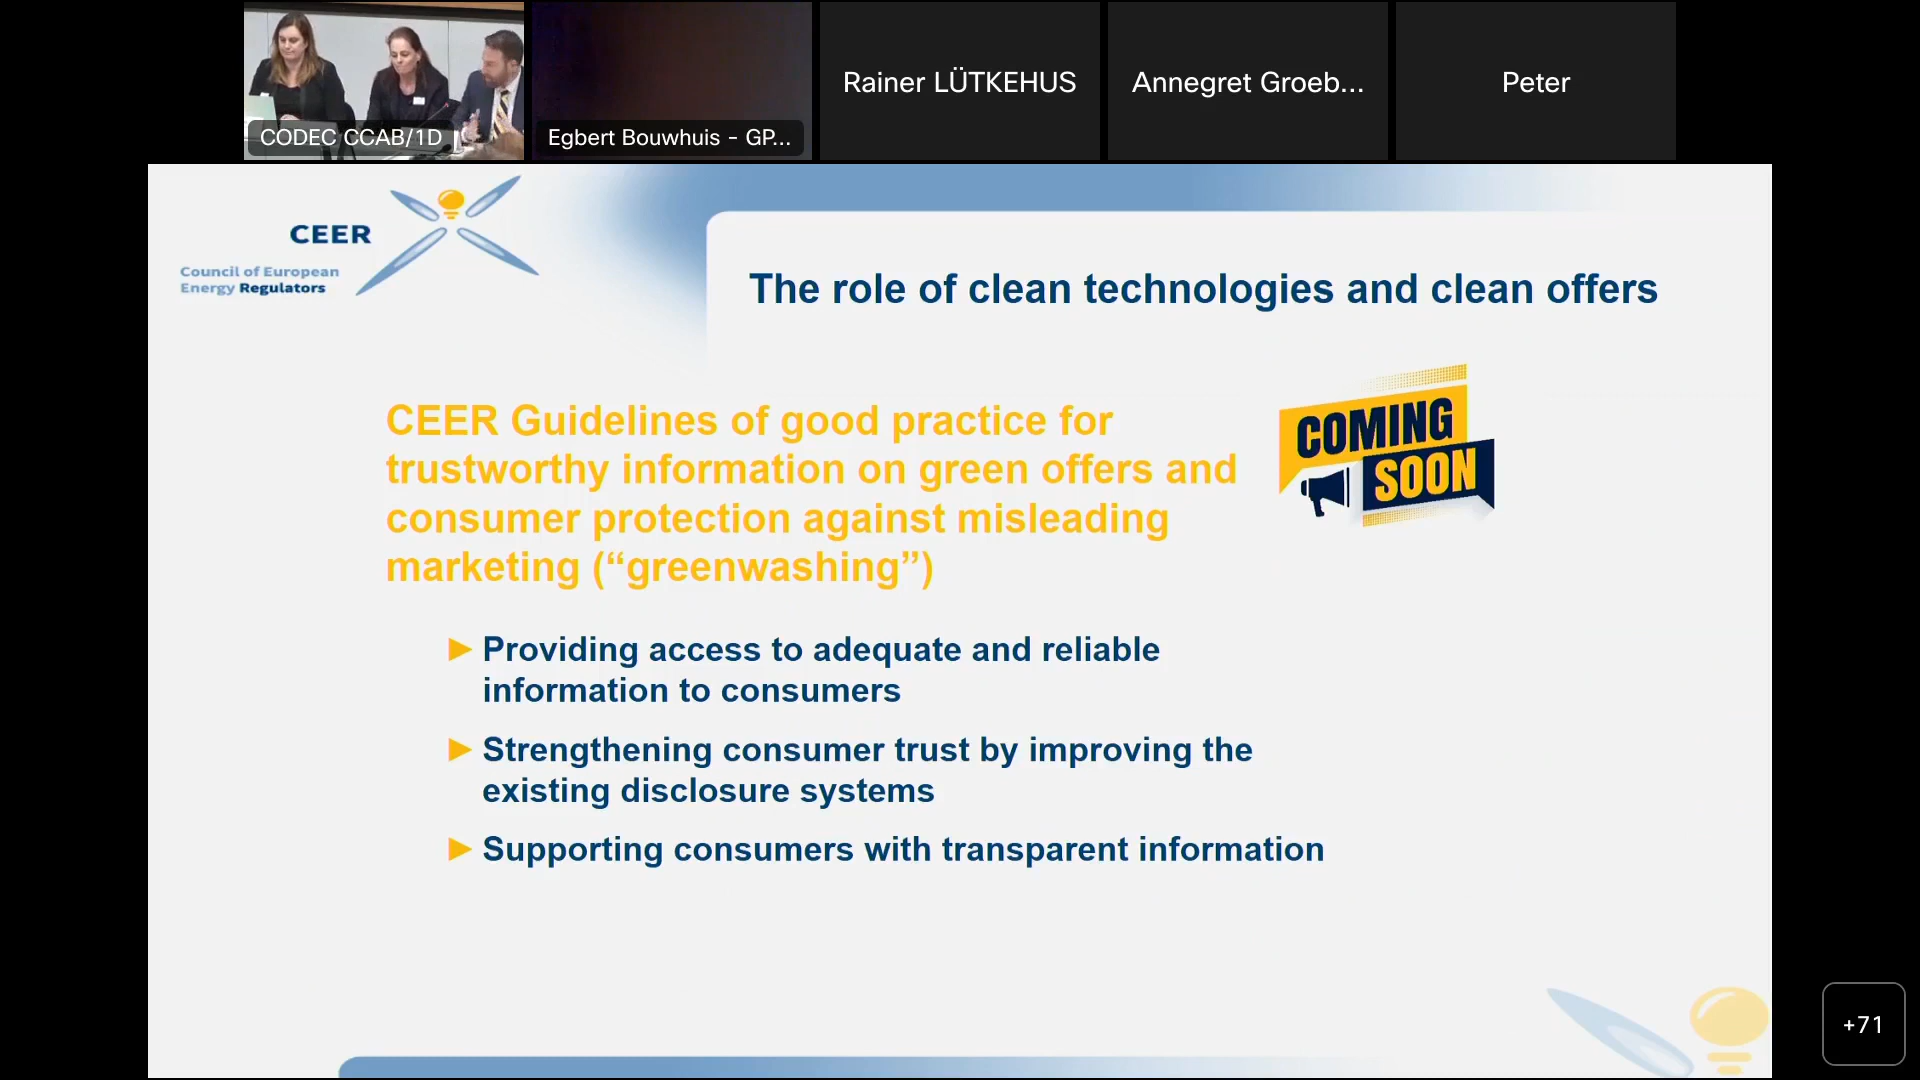 CODEC CCAB/1D
Egbert Bouwhuis - GP...
Rainer LÜTKEHUS
Annegret Groeb...
Peter
CEER
Council of European
Energy Regulators
The role of clean technologies and clean offers
CEER Guidelines of good practice for
trustworthy information on green offers and
consumer protection against misleading
marketing (“greenwashing”)
COMING
SOON
► Providing access to adequate and reliable
information to consumers
► Strengthening consumer trust by improving the
existing disclosure systems
► Supporting consumers with transparent information
+71